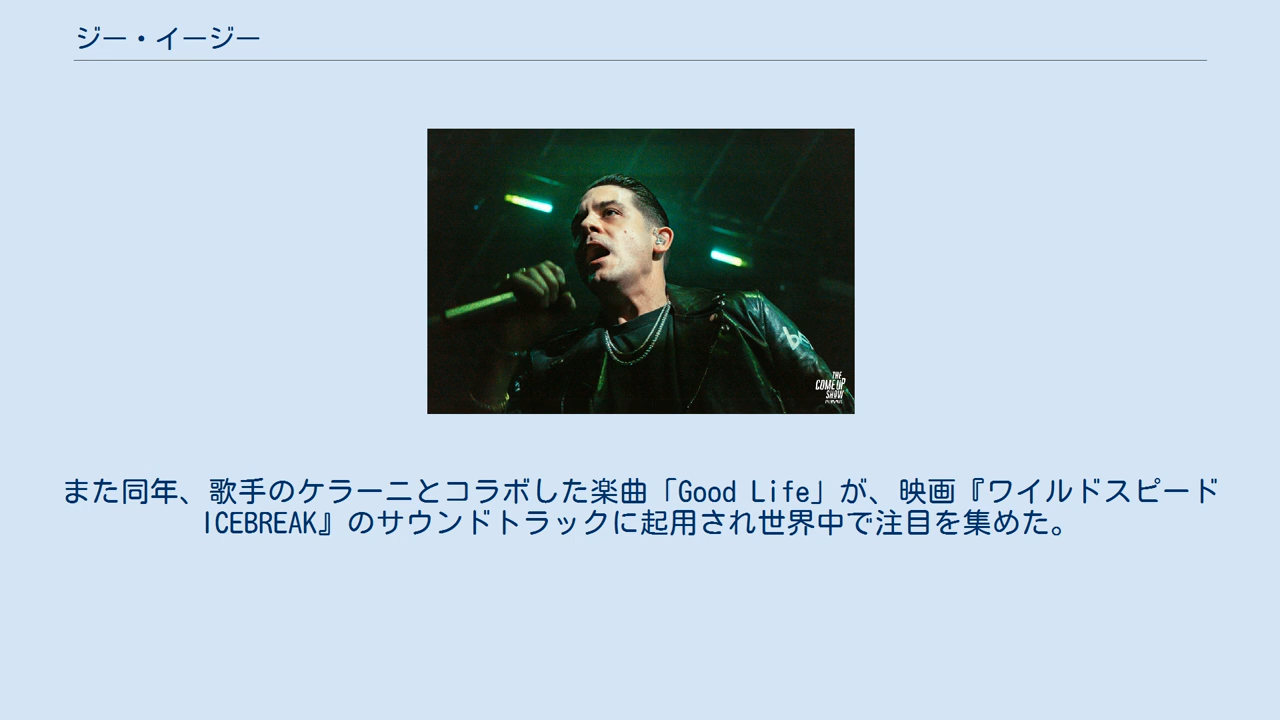 ジー・イージー
THE
COME UP
SHOW
また同年、歌手のケラーニとコラボした楽曲「Good Life」が、映画『ワイルドスピード
ICEBREAK』のサウンドトラックに起用され世界中で注目を集めた。